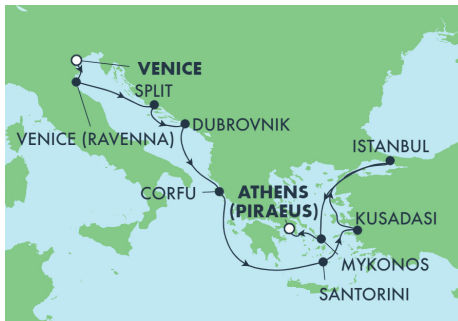 VENICE
SPLIT
VENICE (RAVENNA)
DUBROVNIK
ISTANBUL
CORFU
ATHENS
(PIRAEUS)
KUSADASI
MYKONOS
SANTORINI